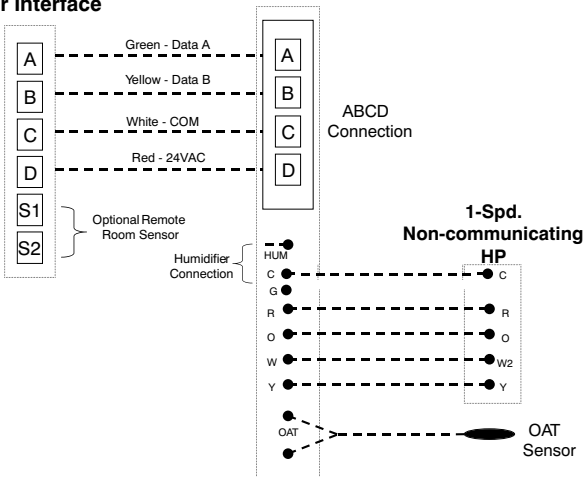 r Interface
A
B
C
D
S1
S2
Green - Data A
Yellow - Data B
White - COM
Red - 24VAC
A
B
C
D
ABCD
Connection
Optional Remote
Room Sensor
Humidifier
Connection
HUM
C
G
R
O
W
Y
OAT
1-Spd.
Non-communicating
HP
C
R
O
W2
Y
OAT
Sensor